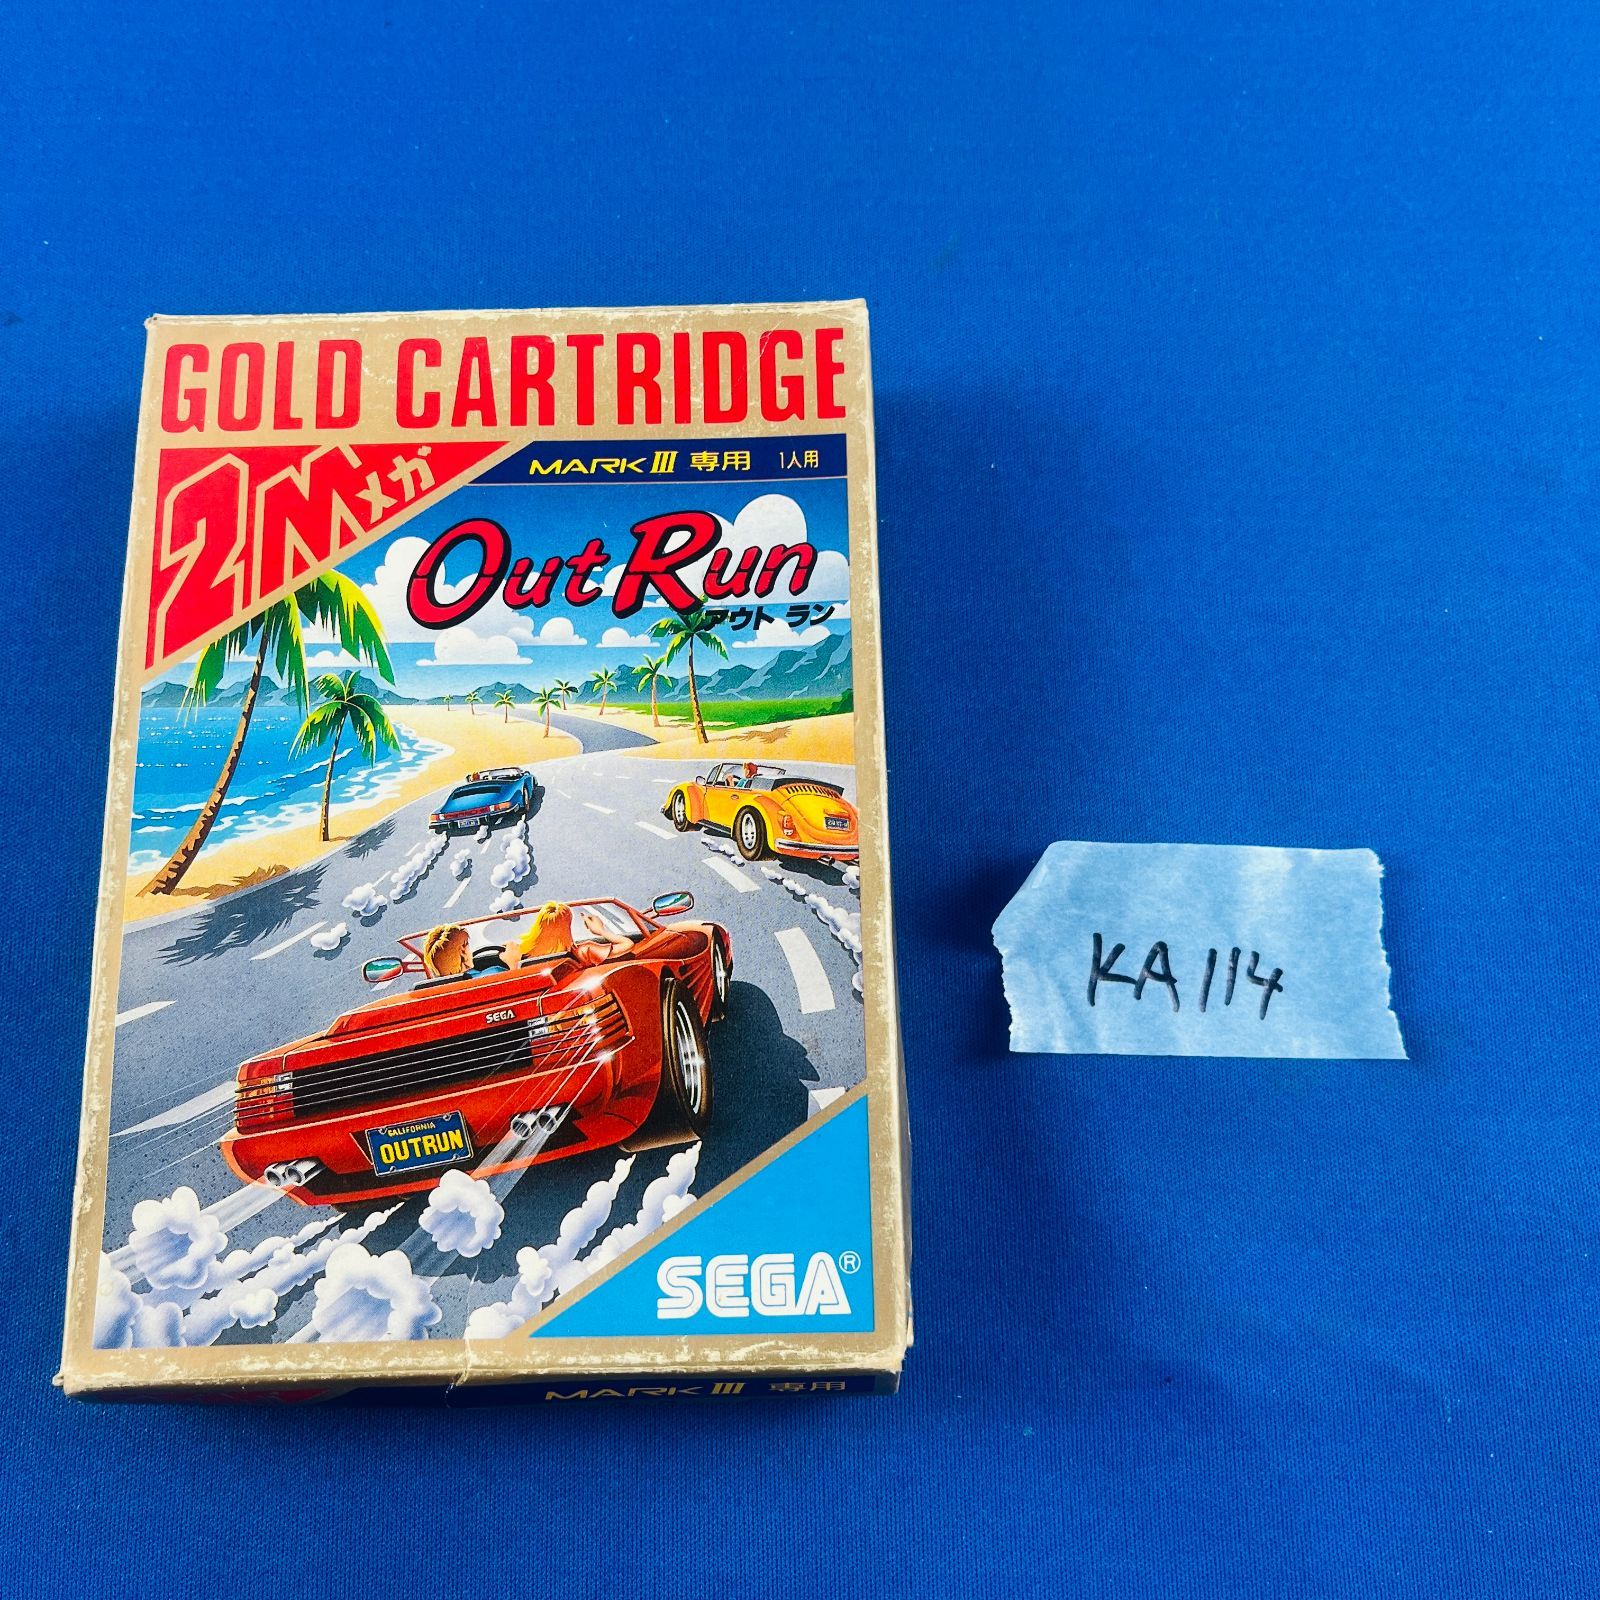 GOLD CARTRIDGE
2Mメガ
MARK III 専用 1人用
Out Run
アウト ラン
SEGA
CALIFORNIA
OUTRUN
SEGA®
MARK III 専用
KA114